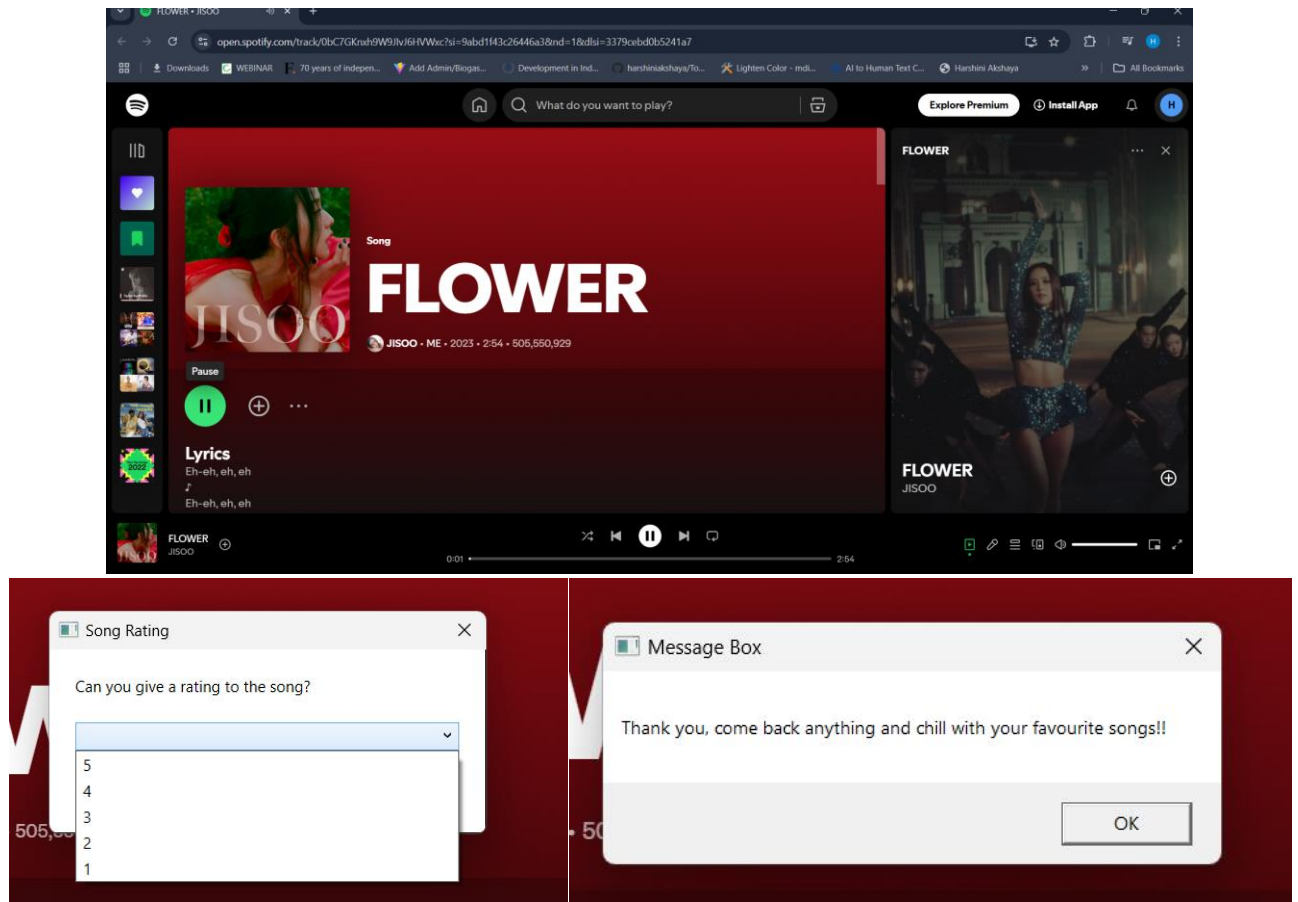 FLOWER • JISOO
open.spotify.com/track/0bC7GKnxh9W9JlvJ6HVWxc?si=9abd1f43c26446a3&nd=1&dlsi=3379cebd0b5241a7
Downloads WEBINAR 70 years of indepen... Add Admin/Biogas... Development in Ind... harshiniakshaya/To... Lighten Color - mdi... AI to Human Text C... Harshini Akshaya » All Bookmarks
What do you want to play? Explore Premium Install App H
FLOWER
Song
FLOWER
JISOO
JISOO • ME • 2023 • 2:54 • 505,550,929
Pause
Lyrics
Eh-eh, eh, eh
♪
Eh-eh, eh, eh
2022
FLOWER
JISOO
FLOWER
JISOO
0:01 2:54
Song Rating
Can you give a rating to the song?
5
4
3
2
1
505,
Message Box
Thank you, come back anything and chill with your favourite songs!!
OK
• 50